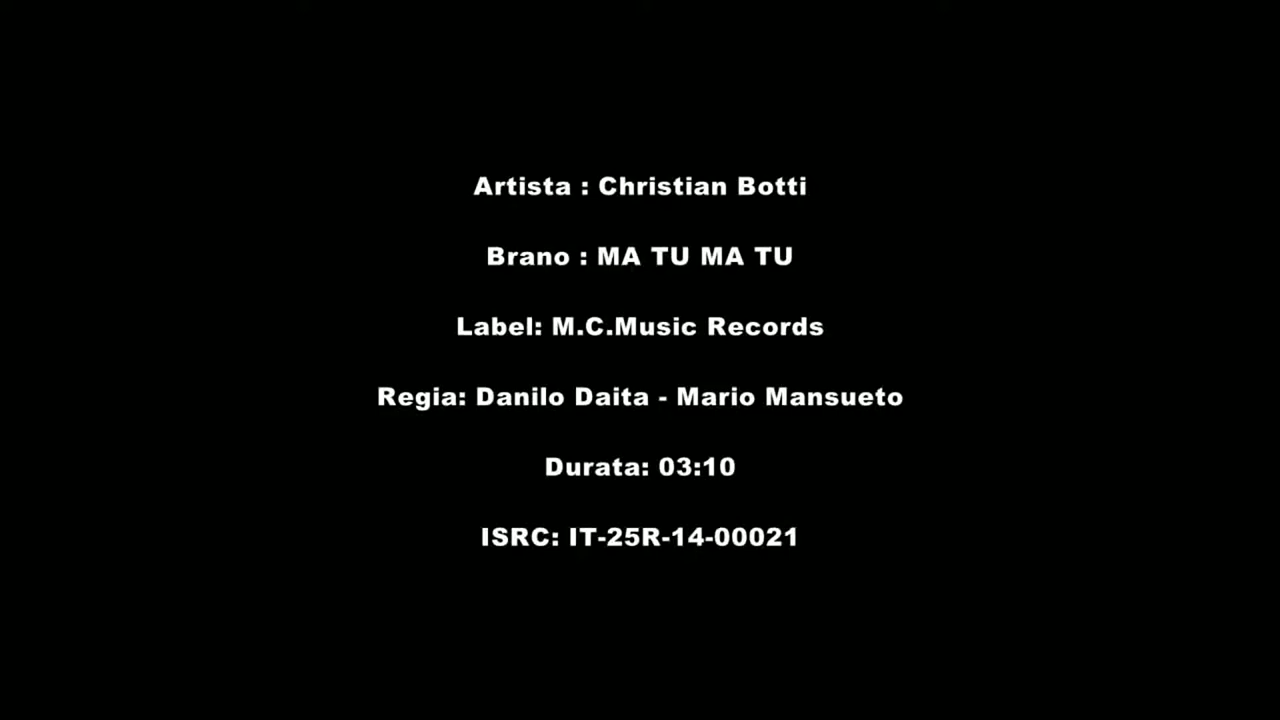 Artista : Christian Botti
Brano : MA TU MA TU
Label: M.C.Music Records
Regia: Danilo Daita - Mario Mansueto
Durata: 03:10
ISRC: IT-25R-14-00021